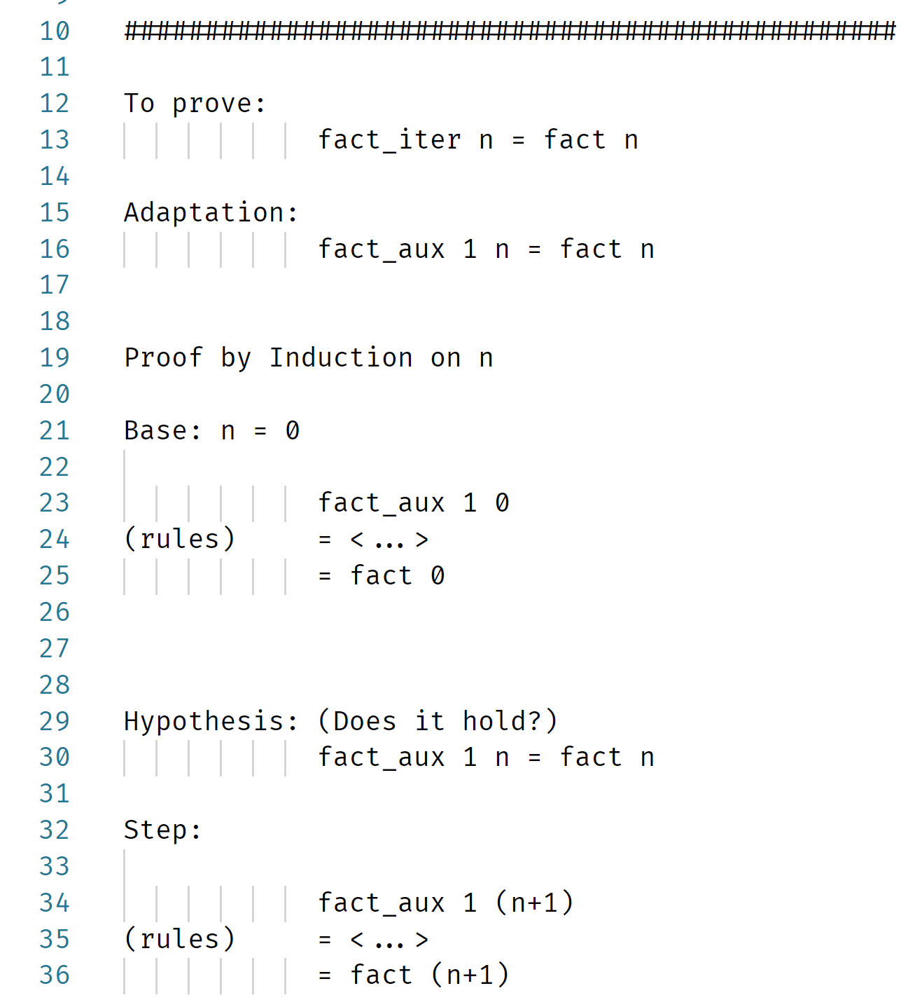 10 ################################################
11
12 To prove:
13 fact_iter n = fact n
14
15 Adaptation:
16 fact_aux 1 n = fact n
17
18
19 Proof by Induction on n
20
21 Base: n = 0
22
23 fact_aux 1 0
24 (rules) = <...>
25 = fact 0
26
27
28
29 Hypothesis: (Does it hold?)
30 fact_aux 1 n = fact n
31
32 Step:
33
34 fact_aux 1 (n+1)
35 (rules) = <...>
36 = fact (n+1)